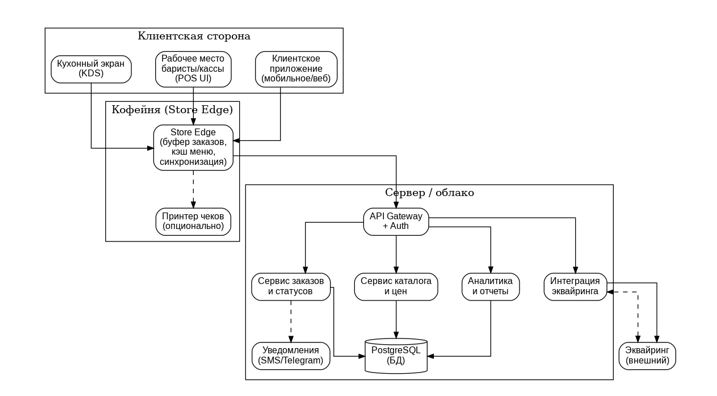 Клиентская сторона
Кухонный экран
(KDS)
Рабочее место
баристы/кассы
(POS UI)
Клиентское
приложение
(мобильное/веб)
Кофейня (Store Edge)
Store Edge
(буфер заказов,
кэш меню,
синхронизация)
Принтер чеков
(опционально)
Сервер / облако
API Gateway
+ Auth
Сервис заказов
и статусов
Сервис каталога
и цен
Аналитика
и отчеты
Интеграция
эквайринга
Уведомления
(SMS/Telegram)
PostgreSQL
(БД)
Эквайринг
(внешний)